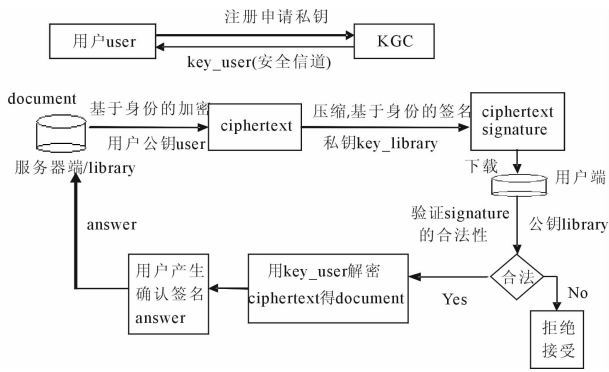 注册申请私钥
用户user
KGC
key_user(安全信道)
document
基于身份的加密
ciphertext
压缩,基于身份的签名
ciphertext
signature
用户公钥user
私钥key_library
服务器端/library
下载
用户端
answer
验证signature
的合法性
公钥library
用户产生
确认签名
answer
用key_user解密
ciphertext得document
Yes
合法
No
拒绝
接受